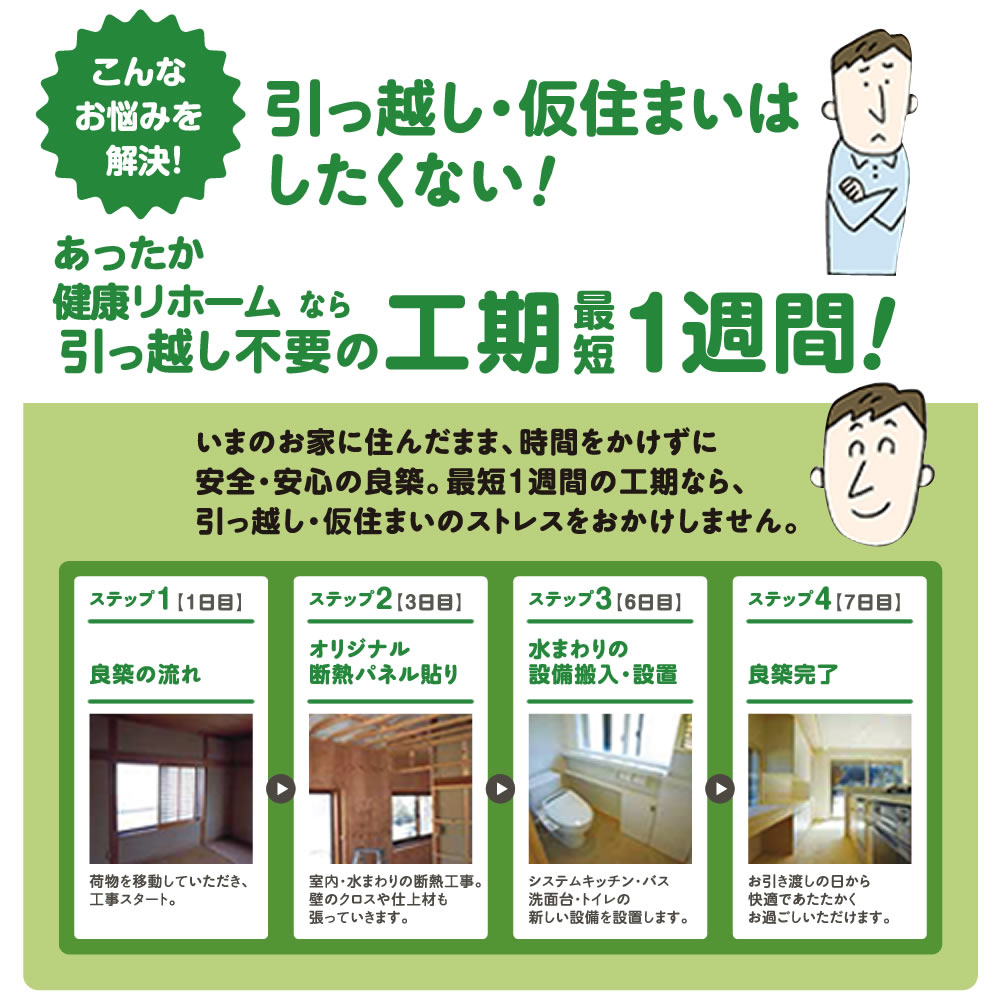 こんな
お悩みを
解決!
引っ越し・仮住まいは
したくない!
あったか
健康リホーム なら
引っ越し不要の工期最短1週間!
いまのお家に住んだまま、時間をかけずに
安全・安心の良築。最短1週間の工期なら、
引っ越し・仮住まいのストレスをおかけしません。
ステップ1【1日目】
良築の流れ
荷物を移動していただき、
工事スタート。
ステップ2【3日目】
オリジナル
断熱パネル貼り
室内・水まわりの断熱工事。
壁のクロスや仕上材も
張っていきます。
ステップ3【6日目】
水まわりの
設備搬入・設置
システムキッチン・バス
洗面台・トイレの
新しい設備を設置します。
ステップ4【7日目】
良築完了
お引き渡しの日から
快適であたたかく
お過ごしいただけます。